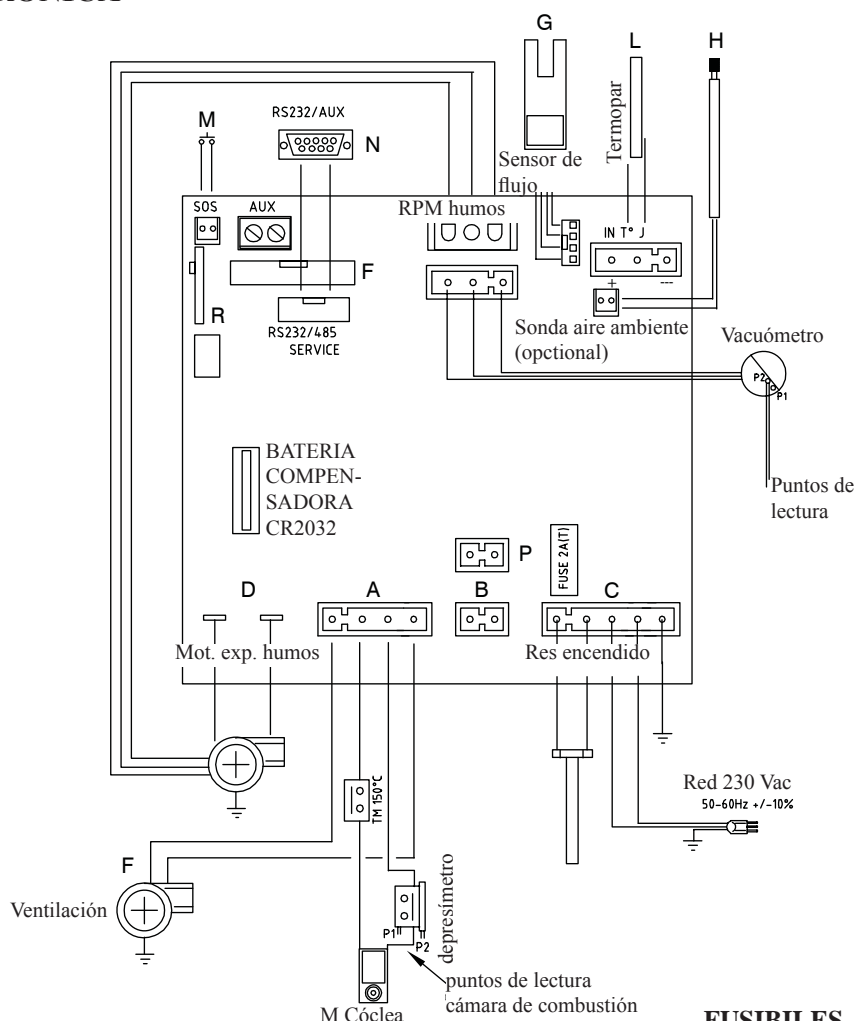 G
L
H
M
RS232/AUX
N
Termopar
Sensor de
flujo
SOS
AUX
RPM humos
IN T° J
F
+
---
R
RS232/485
SERVICE
Sonda aire ambiente
(opctional)
Vacuómetro
P2
P1
BATERIA
COMPEN-
SADORA
CR2032
Puntos de
lectura
P
FUSE 2A(T)
D
A
B
C
Mot. exp. humos
Res encendido
TM 150°C
Red 230 Vac
50-60Hz +/-10%
F
Ventilación
depresímetro
P1
P2
puntos de lectura
cámara de combustión
M Cóclea
FUSIBILES